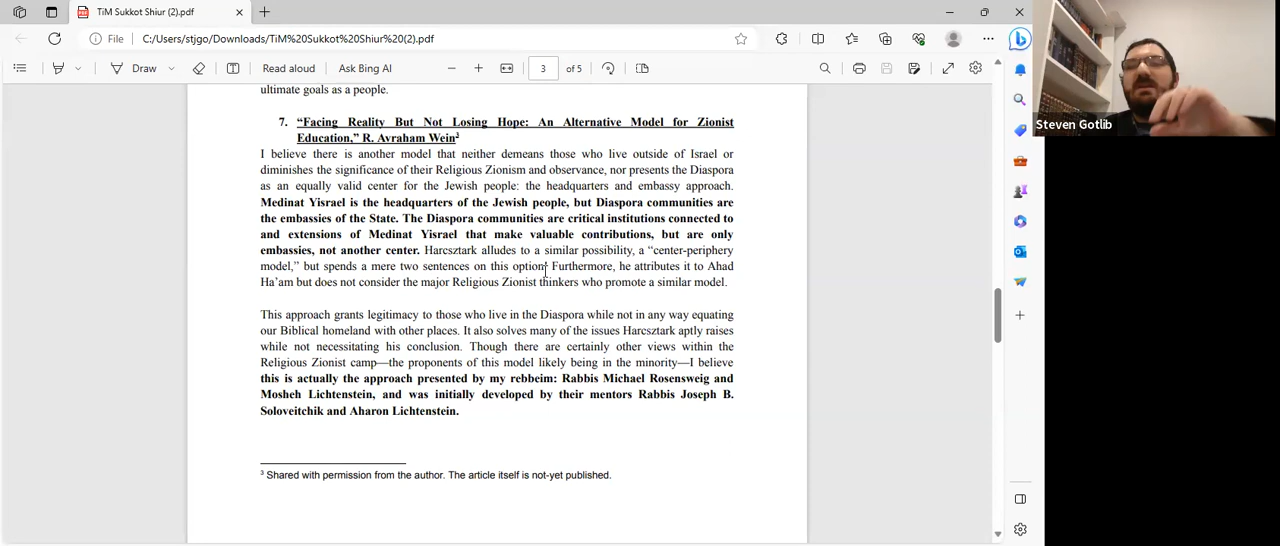 TiM Sukkot Shiur (2).pdf
File
C:/Users/stjgo/Downloads/TiM%20Sukkot%20Shiur%20(2).pdf
Draw
Read aloud
Ask Bing AI
3
of 5
Steven Gotlib
ultimate goals as a people.
7. “Facing Reality But Not Losing Hope: An Alternative Model for Zionist
Education,” R. Avraham Wein³
I believe there is another model that neither demeans those who live outside of Israel or
diminishes the significance of their Religious Zionism and observance, nor presents the Diaspora
as an equally valid center for the Jewish people: the headquarters and embassy approach.
Medinat Yisrael is the headquarters of the Jewish people, but Diaspora communities are
the embassies of the State. The Diaspora communities are critical institutions connected to
and extensions of Medinat Yisrael that make valuable contributions, but are only
embassies, not another center. Harcsztark alludes to a similar possibility, a “center-periphery
model,” but spends a mere two sentences on this option. Furthermore, he attributes it to Ahad
Ha’am but does not consider the major Religious Zionist thinkers who promote a similar model.
This approach grants legitimacy to those who live in the Diaspora while not in any way equating
our Biblical homeland with other places. It also solves many of the issues Harcsztark aptly raises
while not necessitating his conclusion. Though there are certainly other views within the
Religious Zionist camp—the proponents of this model likely being in the minority—I believe
this is actually the approach presented by my rebbeim: Rabbis Michael Rosensweig and
Mosheh Lichtenstein, and was initially developed by their mentors Rabbis Joseph B.
Soloveitchik and Aharon Lichtenstein.
³ Shared with permission from the author. The article itself is not-yet published.